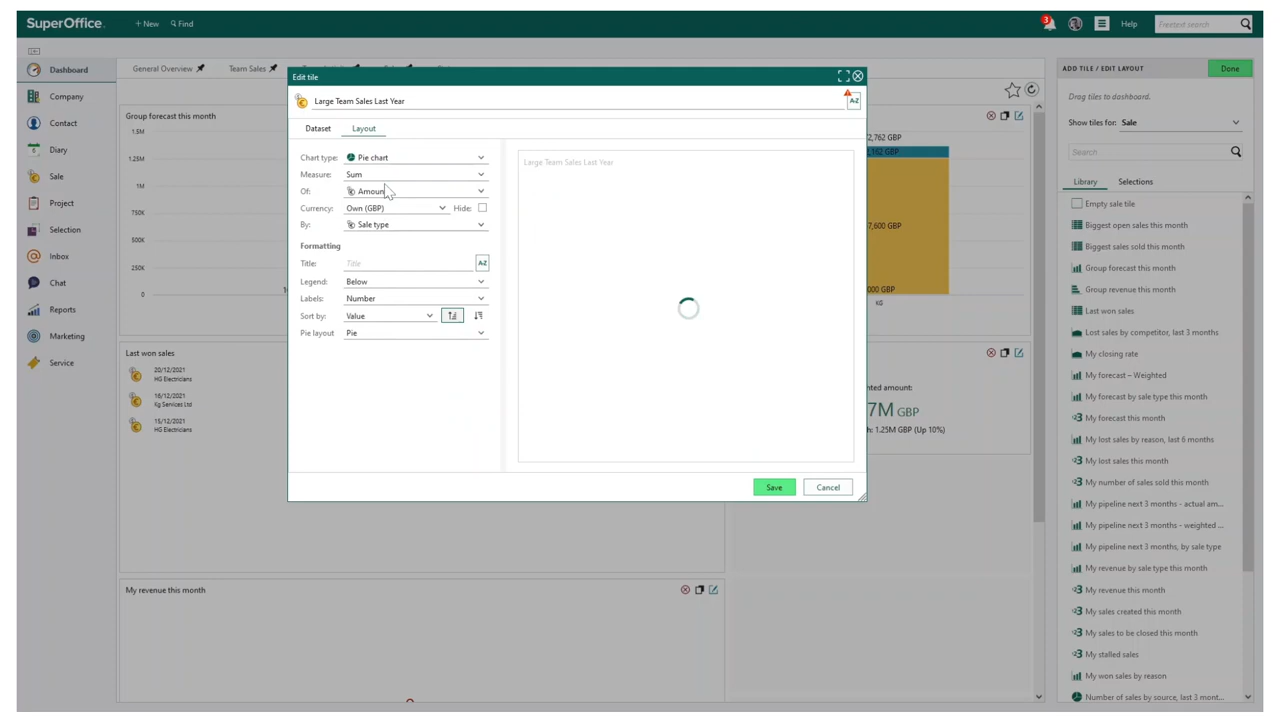 SuperOffice.
+ New
Find
3
Help
Freetext search
Dashboard
Company
Contact
Diary
Sale
Project
Selection
Inbox
Chat
Reports
Marketing
Service
General Overview
Team Sales
Group forecast this month
1.5M
1.25M
1M
750K
500K
250K
0
2,762 GBP
2,162 GBP
7,600 GBP
000 GBP
KG
Last won sales
20/12/2021
HG Electricians
16/12/2021
Kg Services Ltd
15/12/2021
HG Electricians
My revenue this month
nted amount:
7M GBP
h: 1.25M GBP (Up 10%)
Edit tile
Large Team Sales Last Year
A-Z
Dataset
Layout
Chart type:
Pie chart
Measure:
Sum
Of:
Amoun
Currency:
Own (GBP)
Hide:
By:
Sale type
Formatting
Title:
Title
A-Z
Legend:
Below
Labels:
Number
Sort by:
Value
Pie layout
Pie
Large Team Sales Last Year
Save
Cancel
ADD TILE / EDIT LAYOUT
Done
Drag tiles to dashboard.
Show tiles for:
Sale
Search
Library
Selections
Empty sale tile
Biggest open sales this month
Biggest sales sold this month
Group forecast this month
Group revenue this month
Last won sales
Lost sales by competitor, last 3 months
My closing rate
My forecast – Weighted
My forecast by sale type this month
My forecast this month
My lost sales by reason, last 6 months
My lost sales this month
My number of sales sold this month
My pipeline next 3 months - actual am...
My pipeline next 3 months - weighted ...
My pipeline next 3 months, by sale type
My revenue by sale type this month
My revenue this month
My sales created this month
My sales to be closed this month
My stalled sales
My won sales by reason
Number of sales by source, last 3 mont...